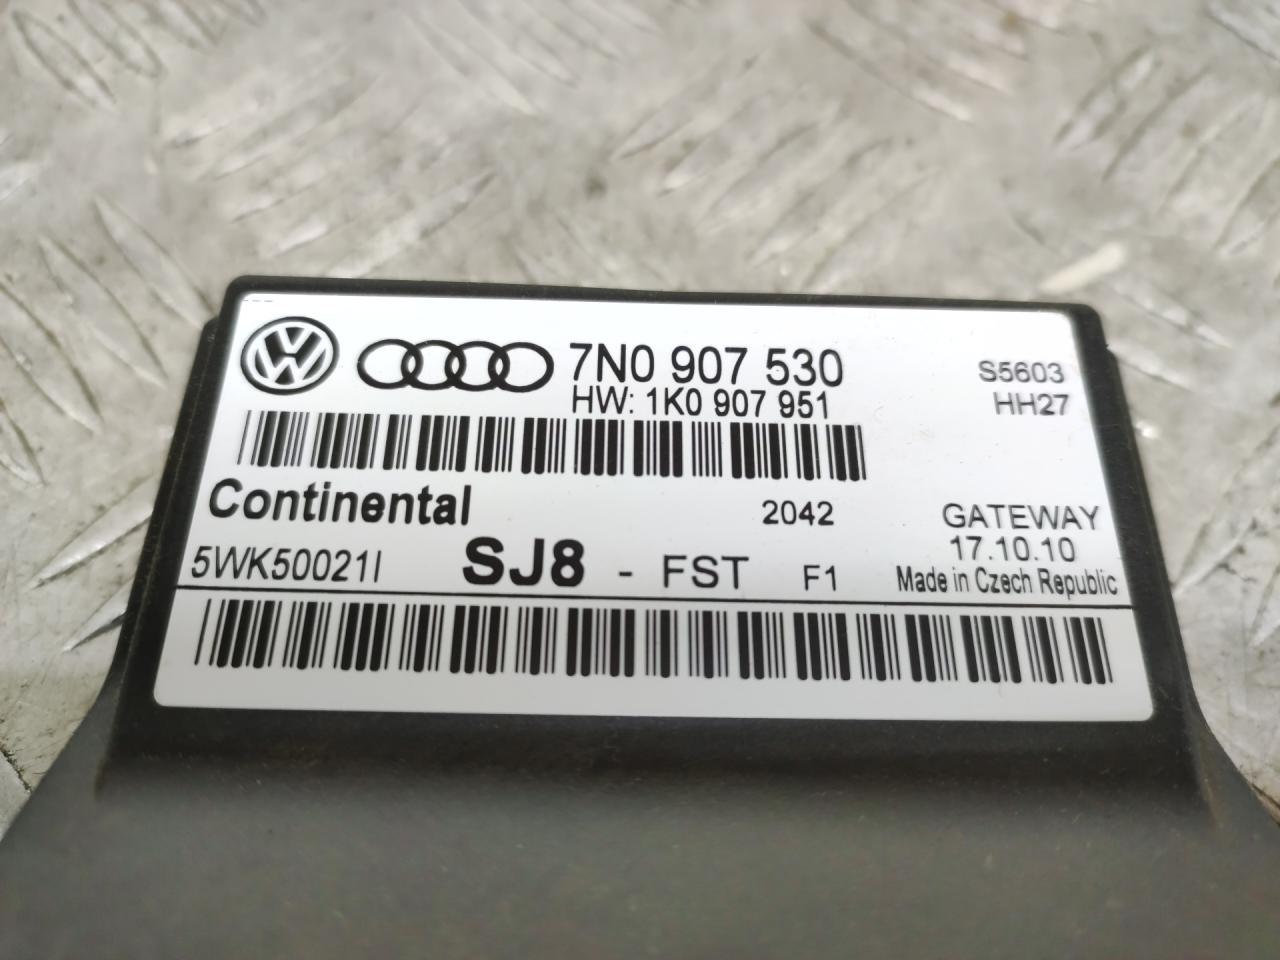 7N0 907 530 S5603
HW: 1K0 907 951 HH27
Continental 2042 GATEWAY
17.10.10
5WK50021I SJ8 - FST F1 Made in Czech Republic